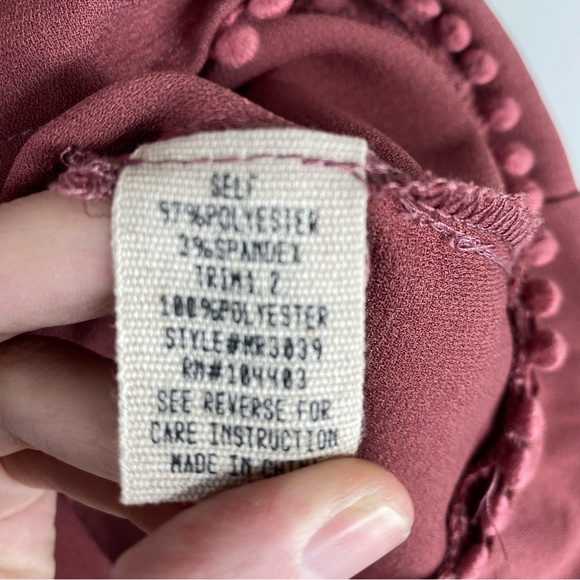 SELF
97%POLYESTER
3%SPANDEX
TRIM1 2
100%POLYESTER
STYLE#MR3039
RN#104403
SEE REVERSE FOR
CARE INSTRUCTION
MADE IN CHINA